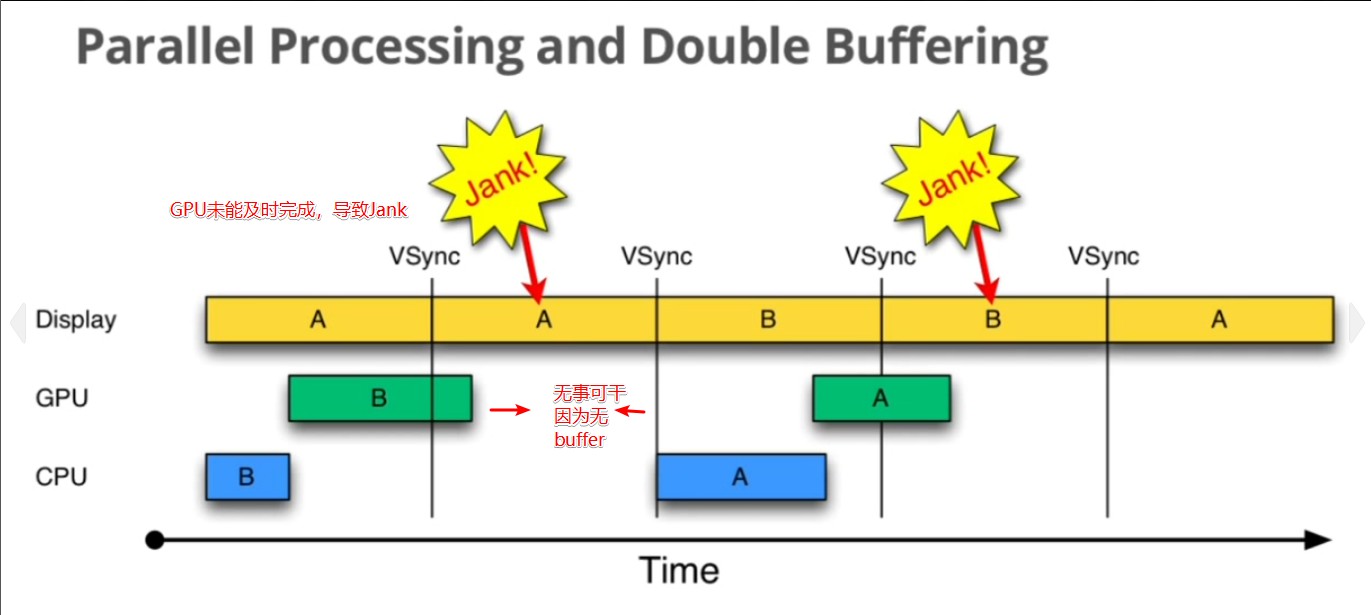 Parallel Processing and Double Buffering
Jank!
Jank!
GPU未能及时完成，导致Jank
VSync
VSync
VSync
VSync
Display
A
A
B
B
A
GPU
B
无事可干
因为无
buffer
A
CPU
B
A
Time